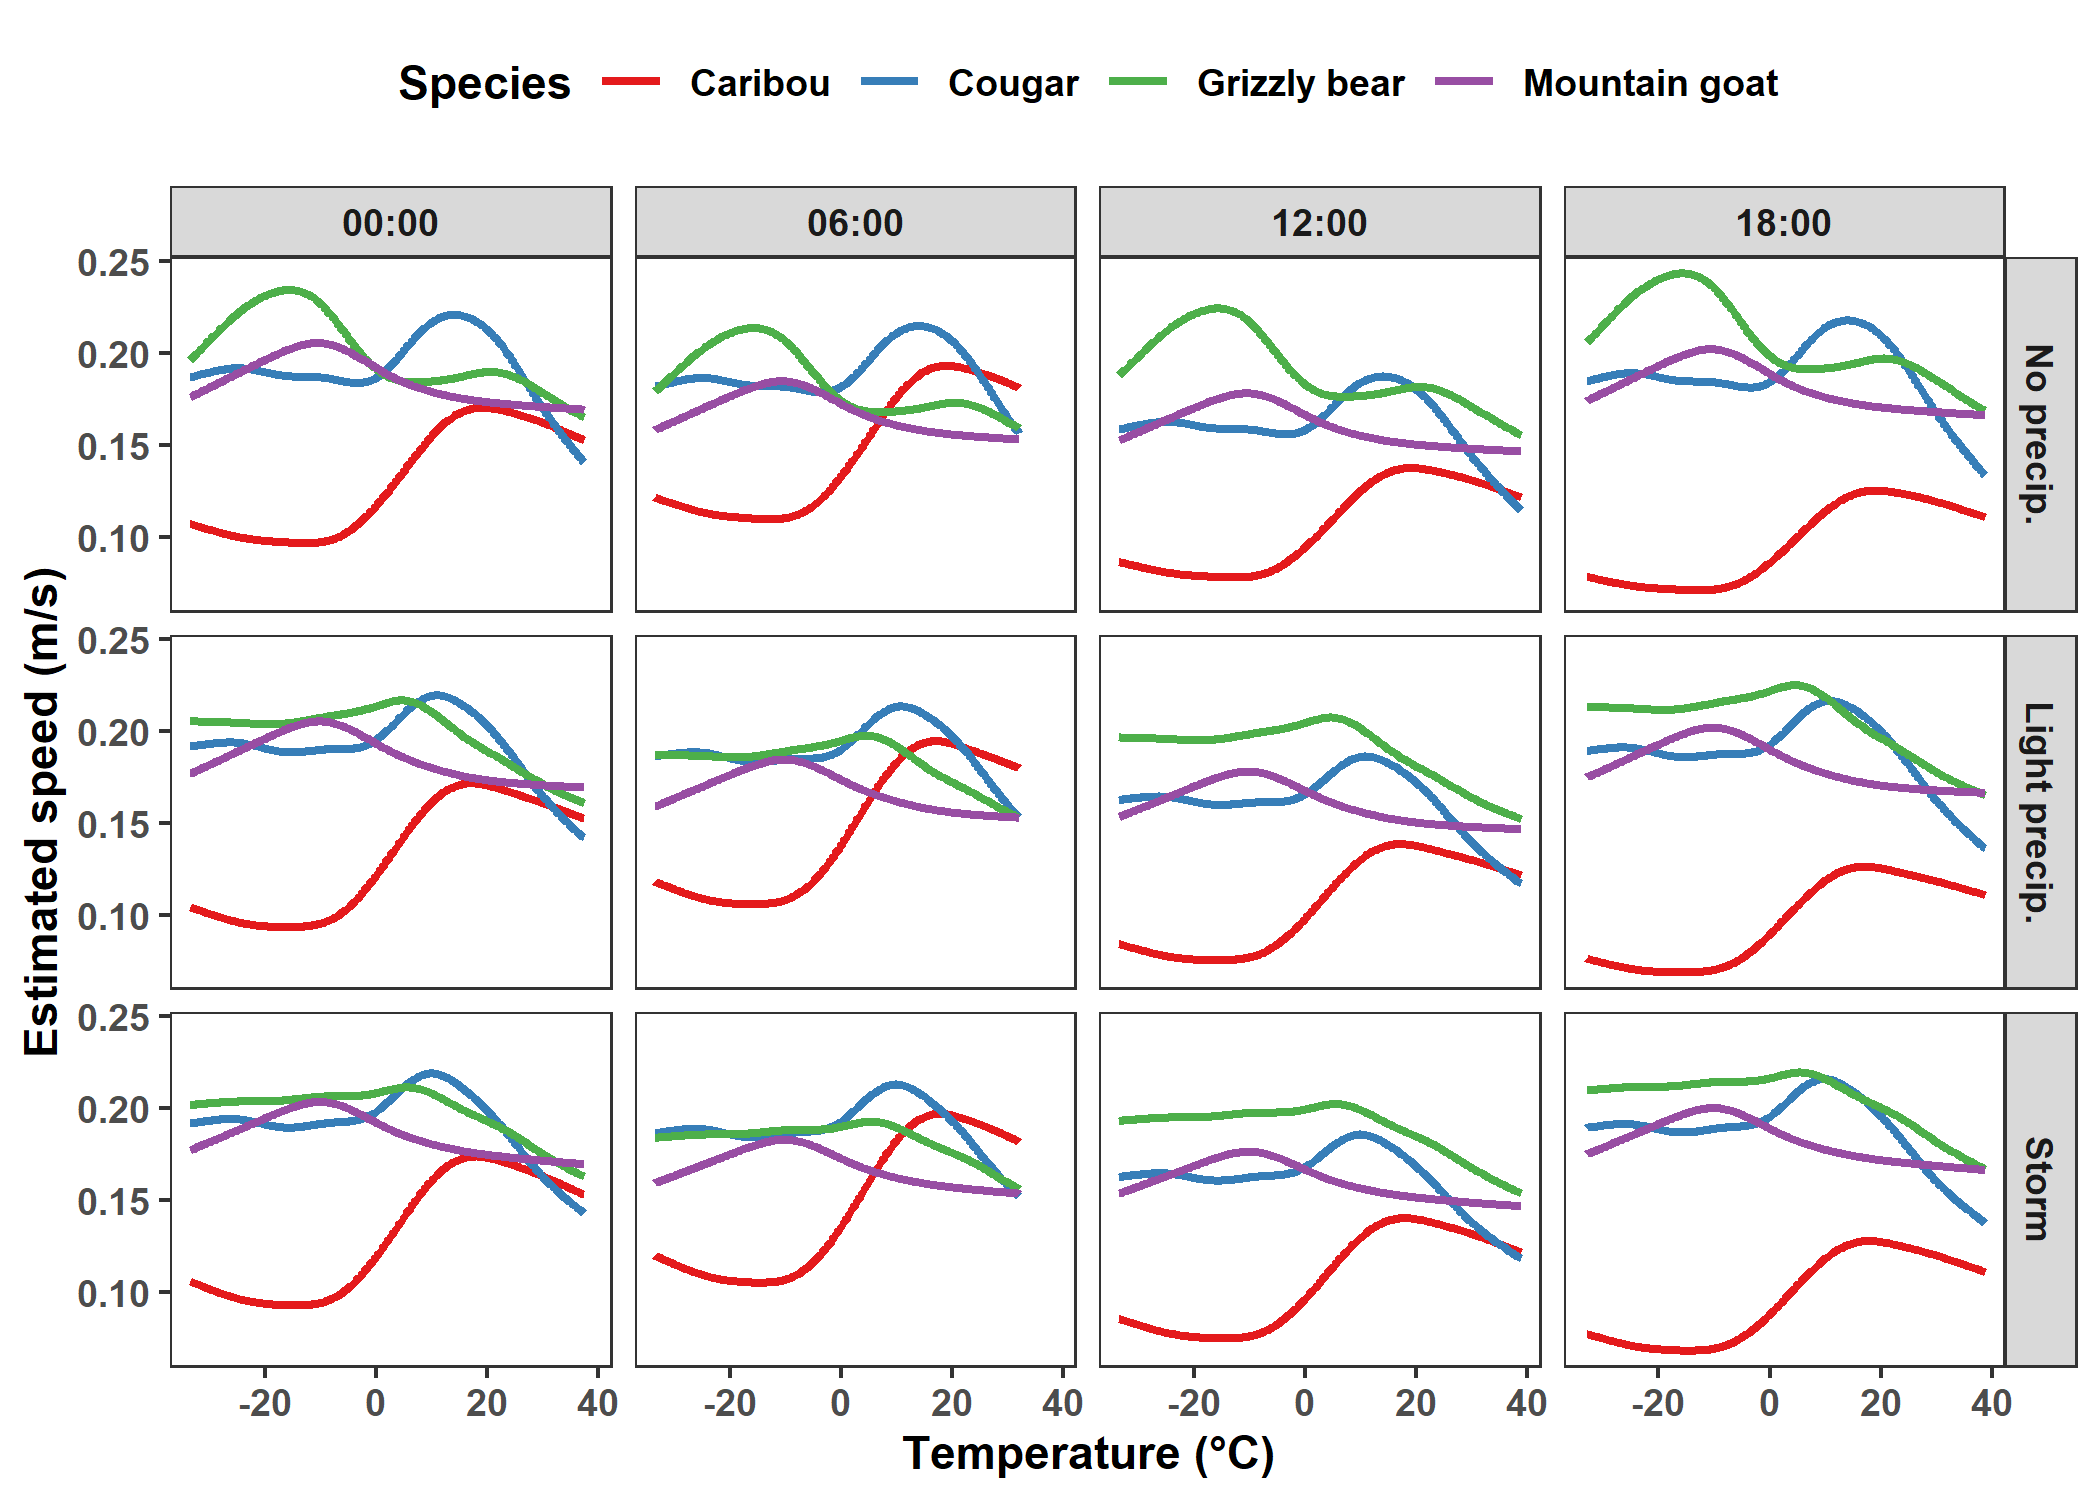 Species Caribou Cougar Grizzly bear Mountain goat
00:00 06:00 12:00 18:00
0.25
0.20
0.15
0.10
No precip.
0.25
0.20
0.15
0.10
Light precip.
0.25
0.20
0.15
0.10
Storm
Estimated speed (m/s)
-20 0 20 40 -20 0 20 40 -20 0 20 40 -20 0 20 40
Temperature (°C)